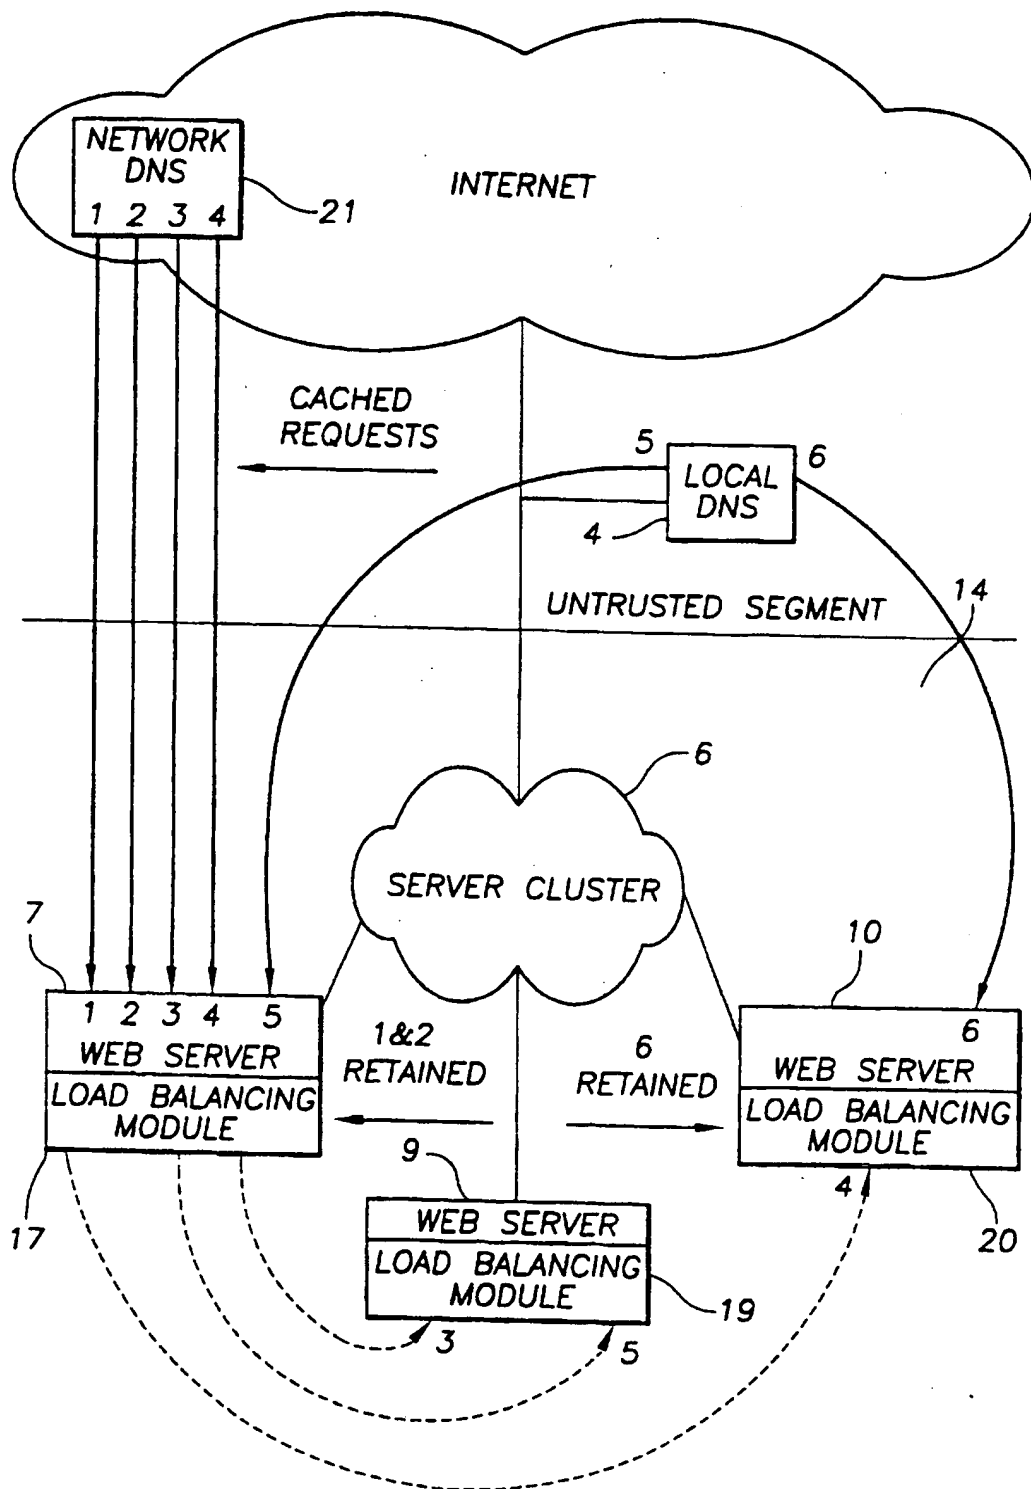 NETWORK
DNS
1 2 3 4
21
INTERNET
CACHED
REQUESTS
5
LOCAL
DNS
6
4
UNTRUSTED SEGMENT
14
6
SERVER CLUSTER
7
10
1 2 3 4 5
WEB SERVER
LOAD BALANCING
MODULE
1&2
RETAINED
6
RETAINED
6
WEB SERVER
LOAD BALANCING
MODULE
17
9
4
20
WEB SERVER
LOAD BALANCING
MODULE
19
3
5